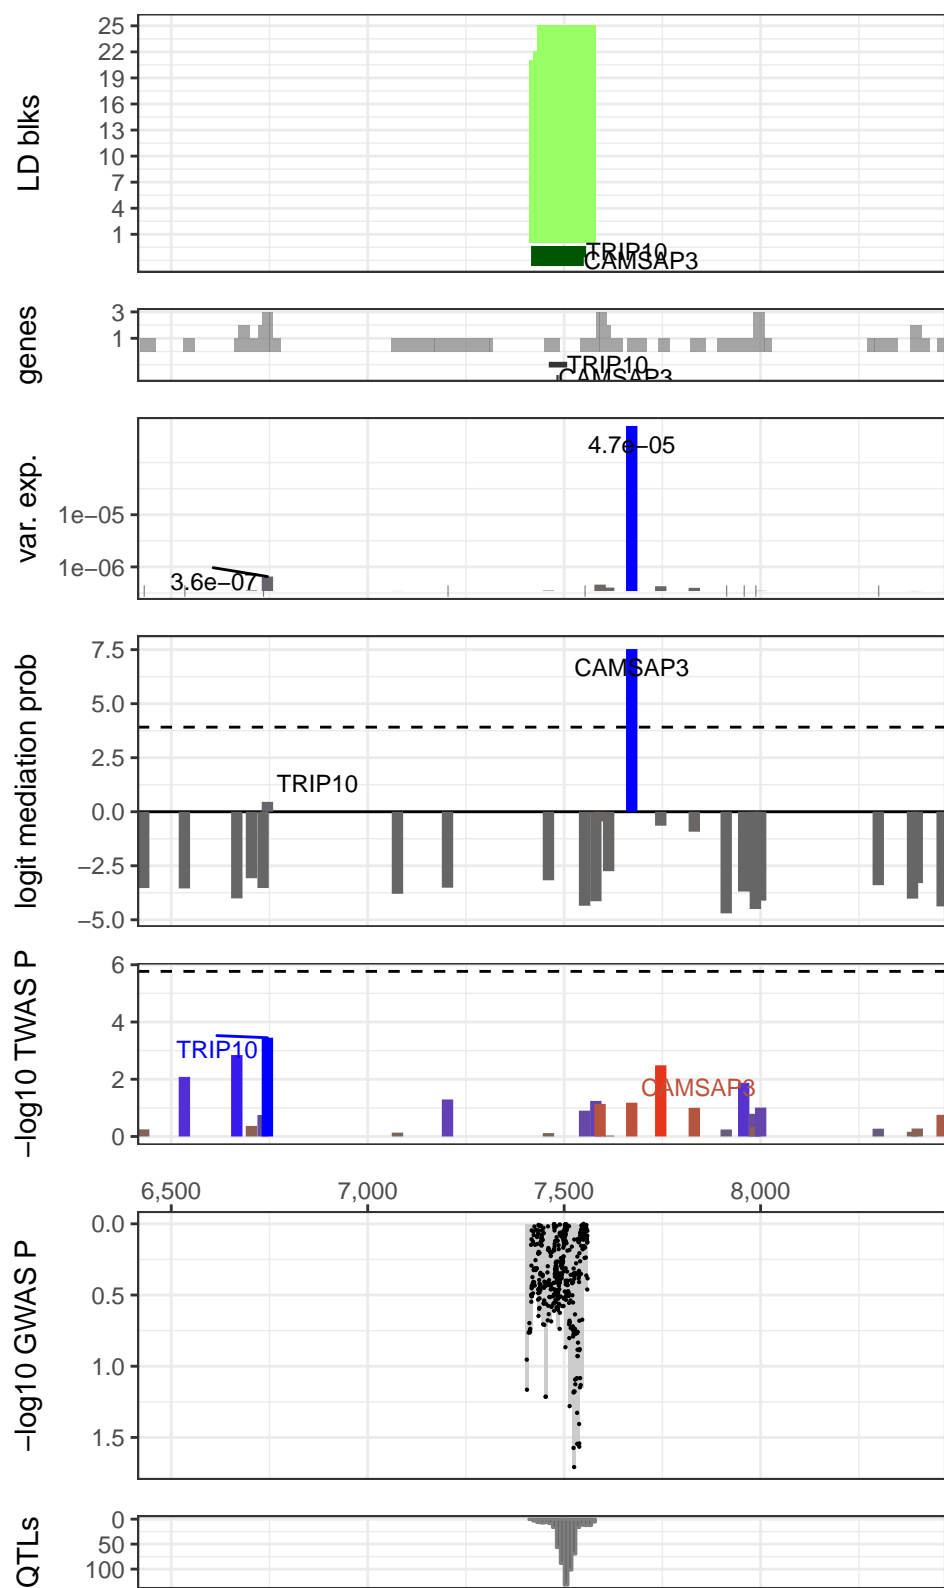 LD blks
25
22
19
16
13
10
7
4
1
TRIP10
CAMSAP3
genes
3
1
TRIP10
CAMSAP3
var. exp.
1e−05
1e−06
4.7e−05
3.6e−07
logit mediation prob
7.5
5.0
2.5
0.0
−2.5
−5.0
CAMSAP3
TRIP10
−log10 TWAS P
6
4
2
0
TRIP10
CAMSAP3
6,500 7,000 7,500 8,000
−log10 GWAS P
0.0
0.5
1.0
1.5
QTLs
0
50
100